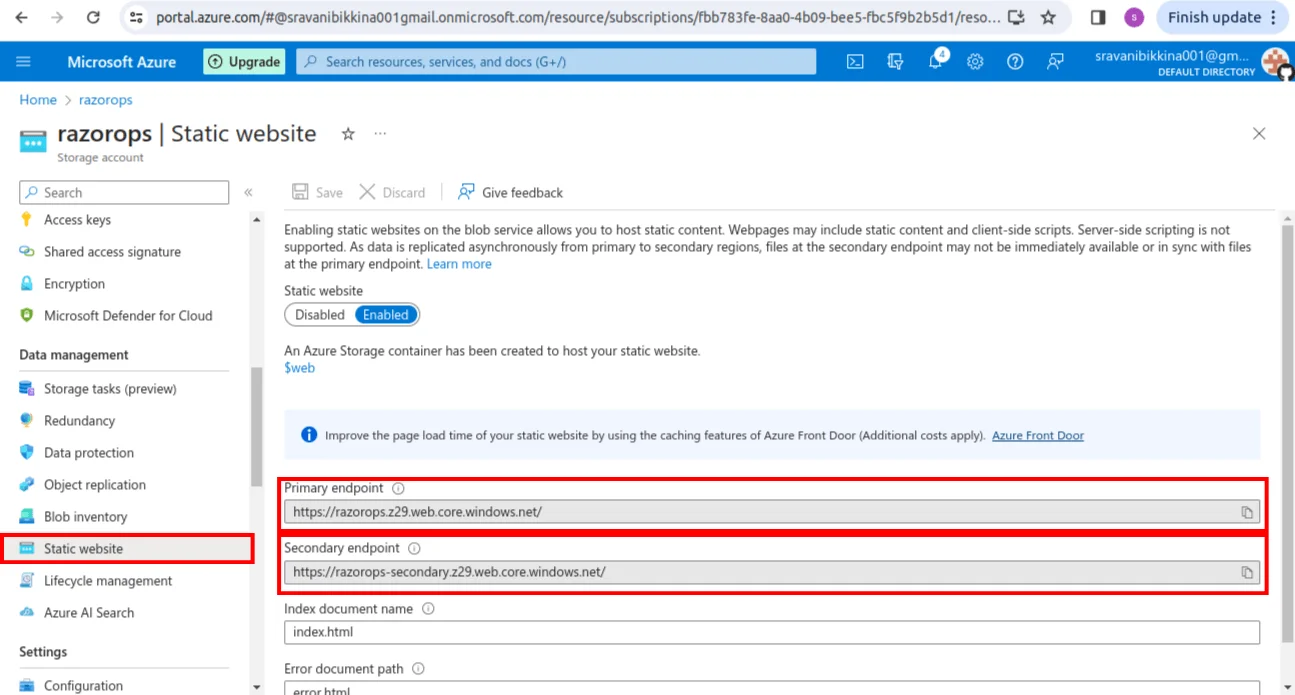 portal.azure.com/#@sravanibikkina001gmail.onmicrosoft.com/resource/subscriptions/fbb783fe-8aa0-4b09-bee5-fbc5f9b2b5d1/reso...
S
Finish update
Microsoft Azure
Upgrade
Search resources, services, and docs (G+/)
4
sravanibikkina001@gm...
DEFAULT DIRECTORY
Home > razorops
razorops | Static website
Storage account
Search
Access keys
Shared access signature
Encryption
Microsoft Defender for Cloud
Data management
Storage tasks (preview)
Redundancy
Data protection
Object replication
Blob inventory
Static website
Lifecycle management
Azure AI Search
Settings
Configuration
Save
Discard
Give feedback
Enabling static websites on the blob service allows you to host static content. Webpages may include static content and client-side scripts. Server-side scripting is not
supported. As data is replicated asynchronously from primary to secondary regions, files at the secondary endpoint may not be immediately available or in sync with files
at the primary endpoint. Learn more
Static website
Disabled Enabled
An Azure Storage container has been created to host your static website.
$web
Improve the page load time of your static website by using the caching features of Azure Front Door (Additional costs apply). Azure Front Door
Primary endpoint
https://razorops.z29.web.core.windows.net/
Secondary endpoint
https://razorops-secondary.z29.web.core.windows.net/
Index document name
index.html
Error document path
error.html